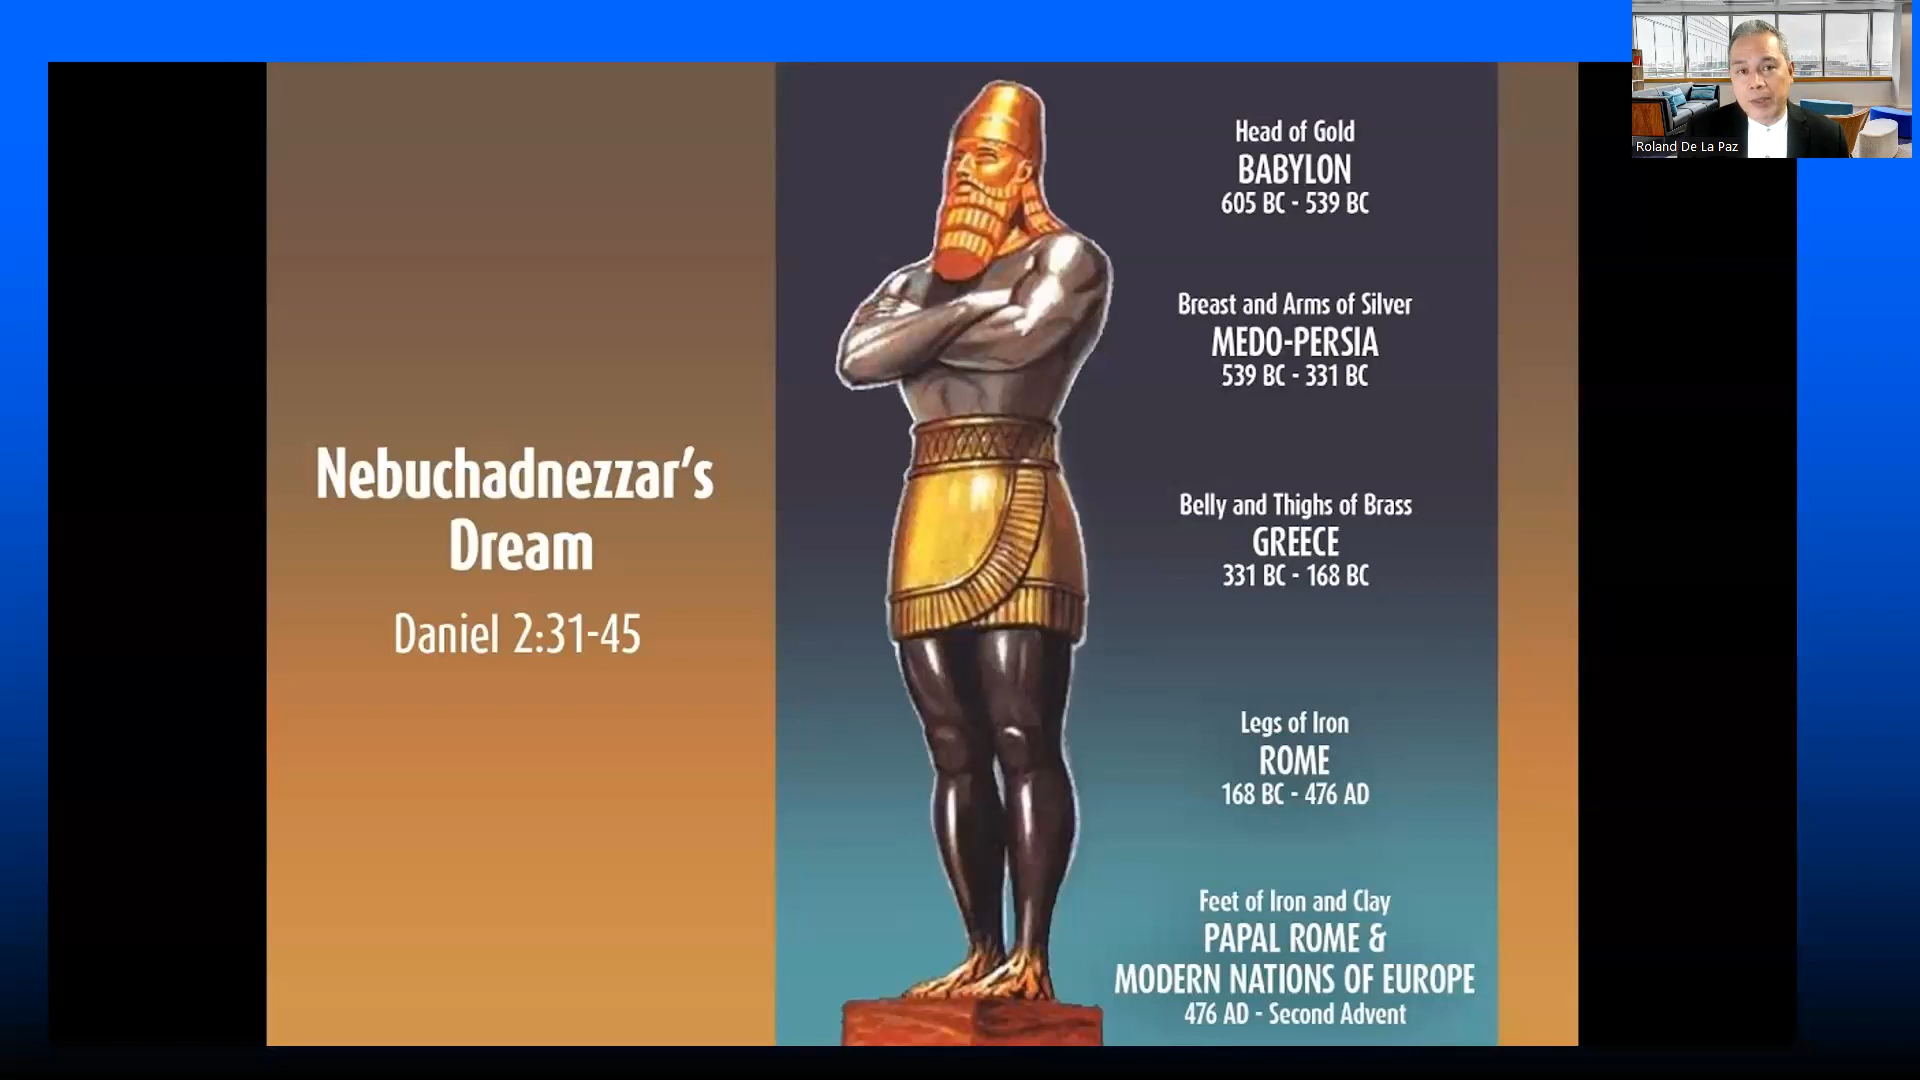 Roland De La Paz
Nebuchadnezzar's
Dream
Daniel 2:31-45
Head of Gold
BABYLON
605 BC - 539 BC
Breast and Arms of Silver
MEDO-PERSIA
539 BC - 331 BC
Belly and Thighs of Brass
GREECE
331 BC - 168 BC
Legs of Iron
ROME
168 BC - 476 AD
Feet of Iron and Clay
PAPAL ROME &
MODERN NATIONS OF EUROPE
476 AD - Second Advent